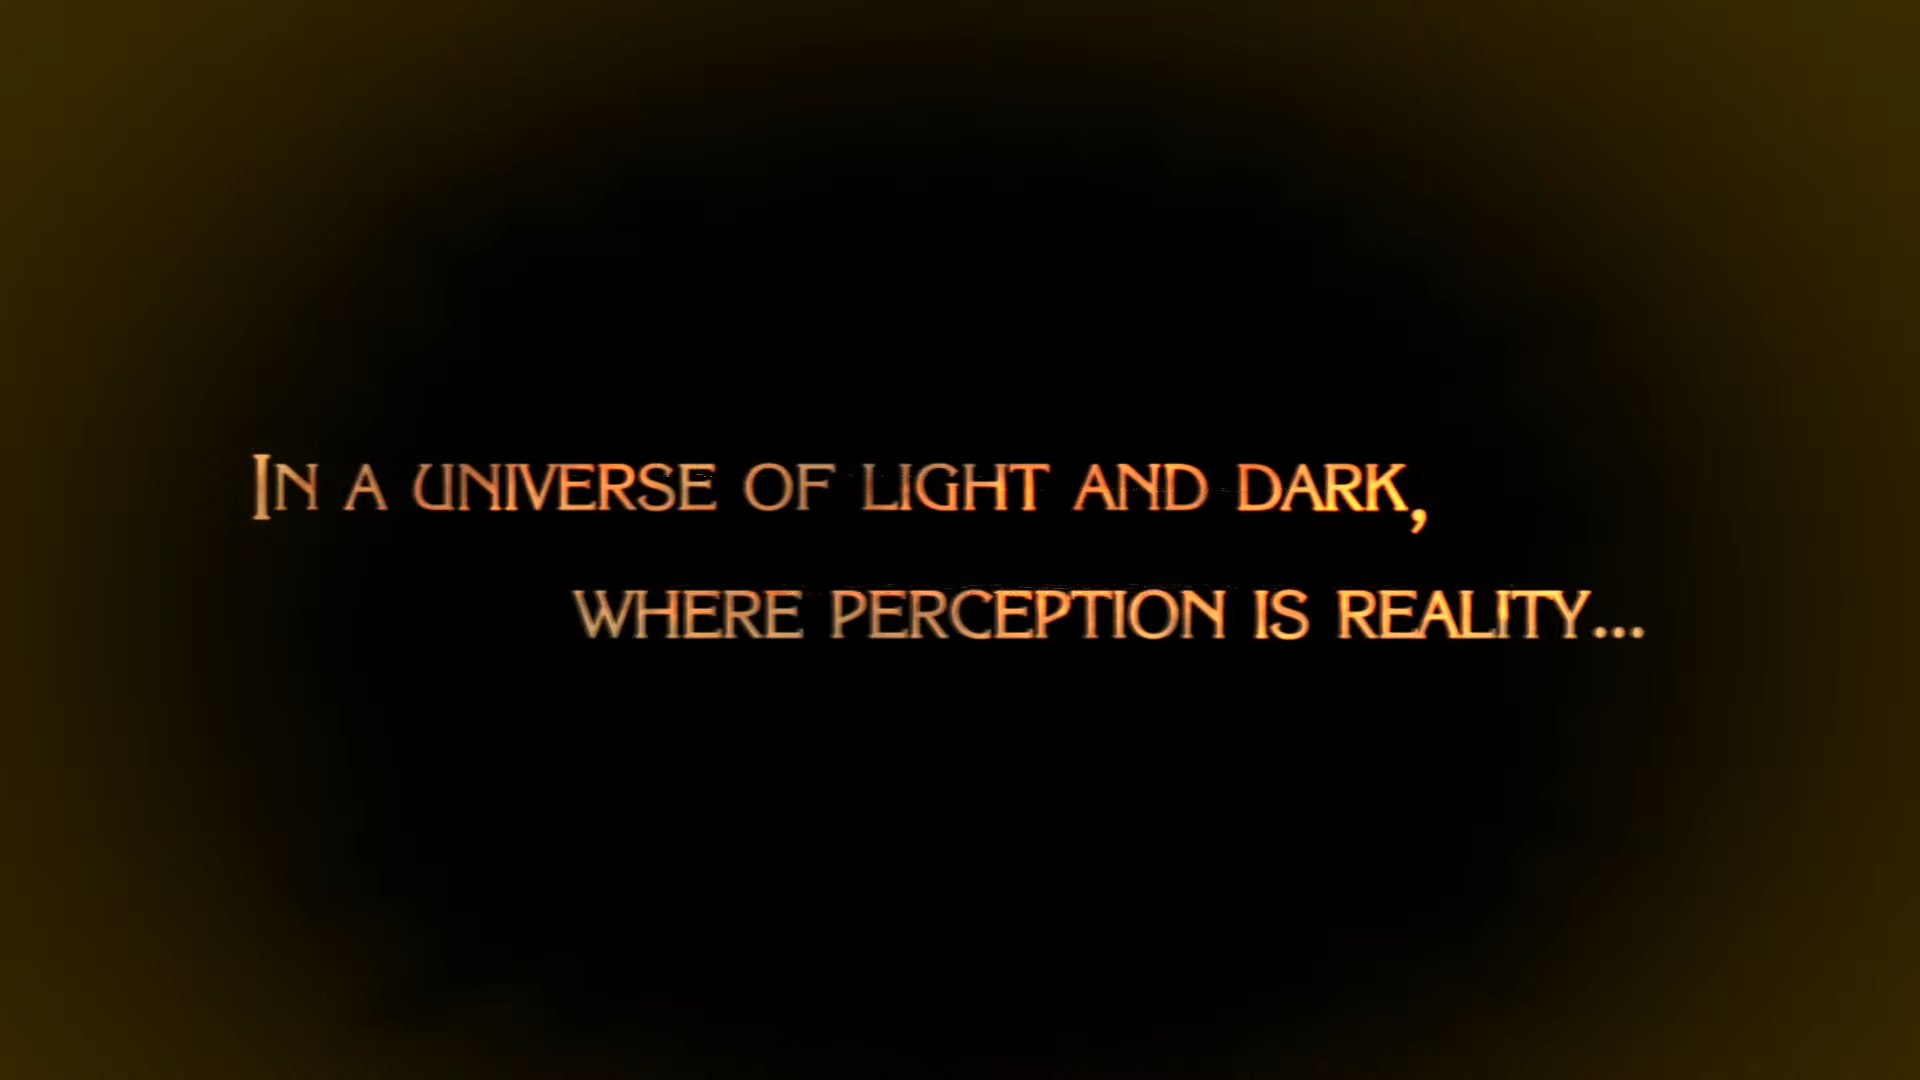 In a universe of light and dark,
where perception is reality...